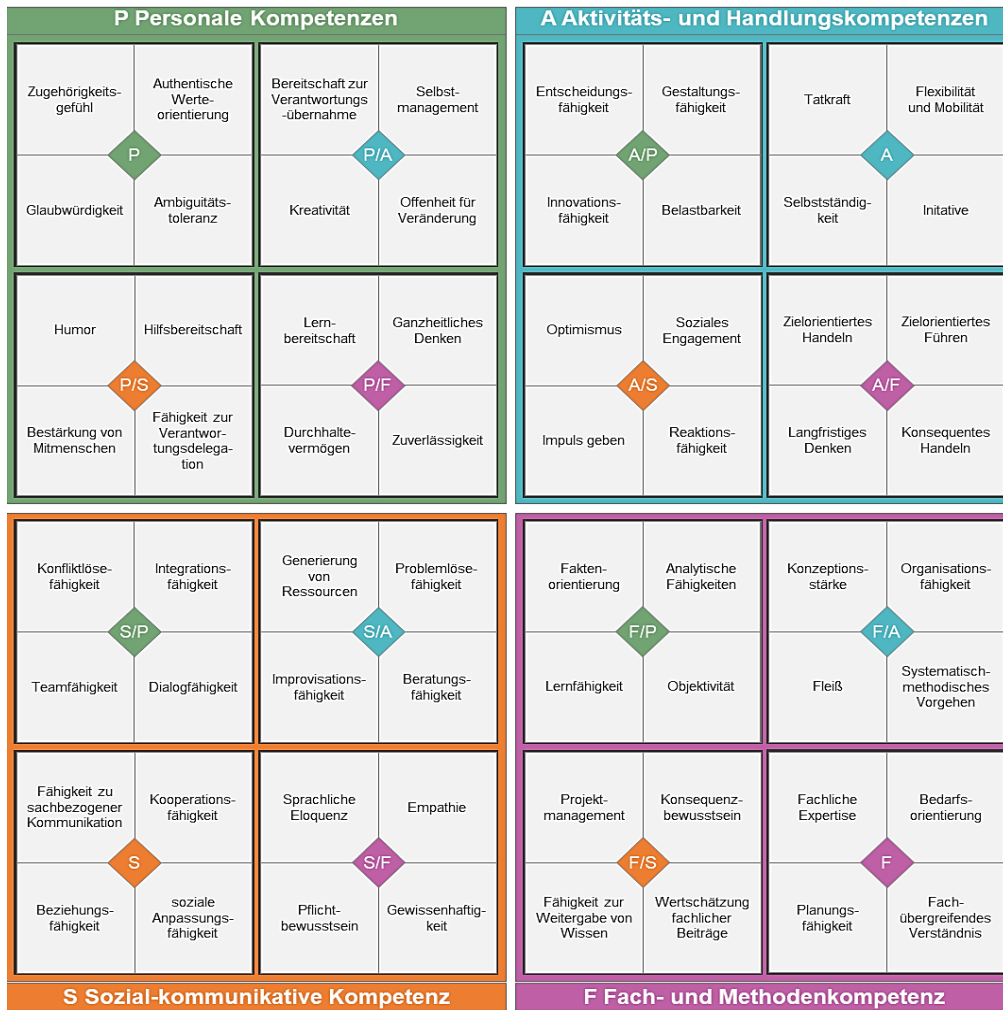 P Personale Kompetenzen
Zugehörigkeits-
gefühl
Authentische
Werte-
orientierung
P
Glaubwürdigkeit
Ambiguitäts-
toleranz
Bereitschaft zur
Verantwortungs
-übernahme
Selbst-
management
P/A
Kreativität
Offenheit für
Veränderung
Humor
Hilfsbereitschaft
P/S
Bestärkung von
Mitmenschen
Fähigkeit zur
Verantwor-
tungsdelega-
tion
Lern-
bereitschaft
Ganzheitliches
Denken
P/F
Durchhalte-
vermögen
Zuverlässigkeit
A Aktivitäts- und Handlungskompetenzen
Entscheidungs-
fähigkeit
Gestaltungs-
fähigkeit
A/P
Innovations-
fähigkeit
Belastbarkeit
Tatkraft
Flexibilität
und Mobilität
A
Selbstständig-
keit
Initative
Optimismus
Soziales
Engagement
A/S
Impuls geben
Reaktions-
fähigkeit
Zielorientiertes
Handeln
Zielorientiertes
Führen
A/F
Langfristiges
Denken
Konsequentes
Handeln
Konfliktlöse-
fähigkeit
Integrations-
fähigkeit
S/P
Teamfähigkeit
Dialogfähigkeit
Generierung
von
Ressourcen
Problemlöse-
fähigkeit
S/A
Improvisations-
fähigkeit
Beratungs-
fähigkeit
Fähigkeit zu
sachbezogener
Kommunikation
Kooperations-
fähigkeit
S
Beziehungs-
fähigkeit
soziale
Anpassungs-
fähigkeit
Sprachliche
Eloquenz
Empathie
S/F
Pflicht-
bewusstsein
Gewissenhaftig-
keit
S Sozial-kommunikative Kompetenz
Fakten-
orientierung
Analytische
Fähigkeiten
F/P
Lernfähigkeit
Objektivität
Konzeptions-
stärke
Organisations-
fähigkeit
F/A
Fleiß
Systematisch-
methodisches
Vorgehen
Projekt-
management
Konsequenz-
bewusstsein
F/S
Fähigkeit zur
Weitergabe von
Wissen
Wertschätzung
fachlicher
Beiträge
Fachliche
Expertise
Bedarfs-
orientierung
F
Planungs-
fähigkeit
Fach-
übergreifendes
Verständnis
F Fach- und Methodenkompetenz